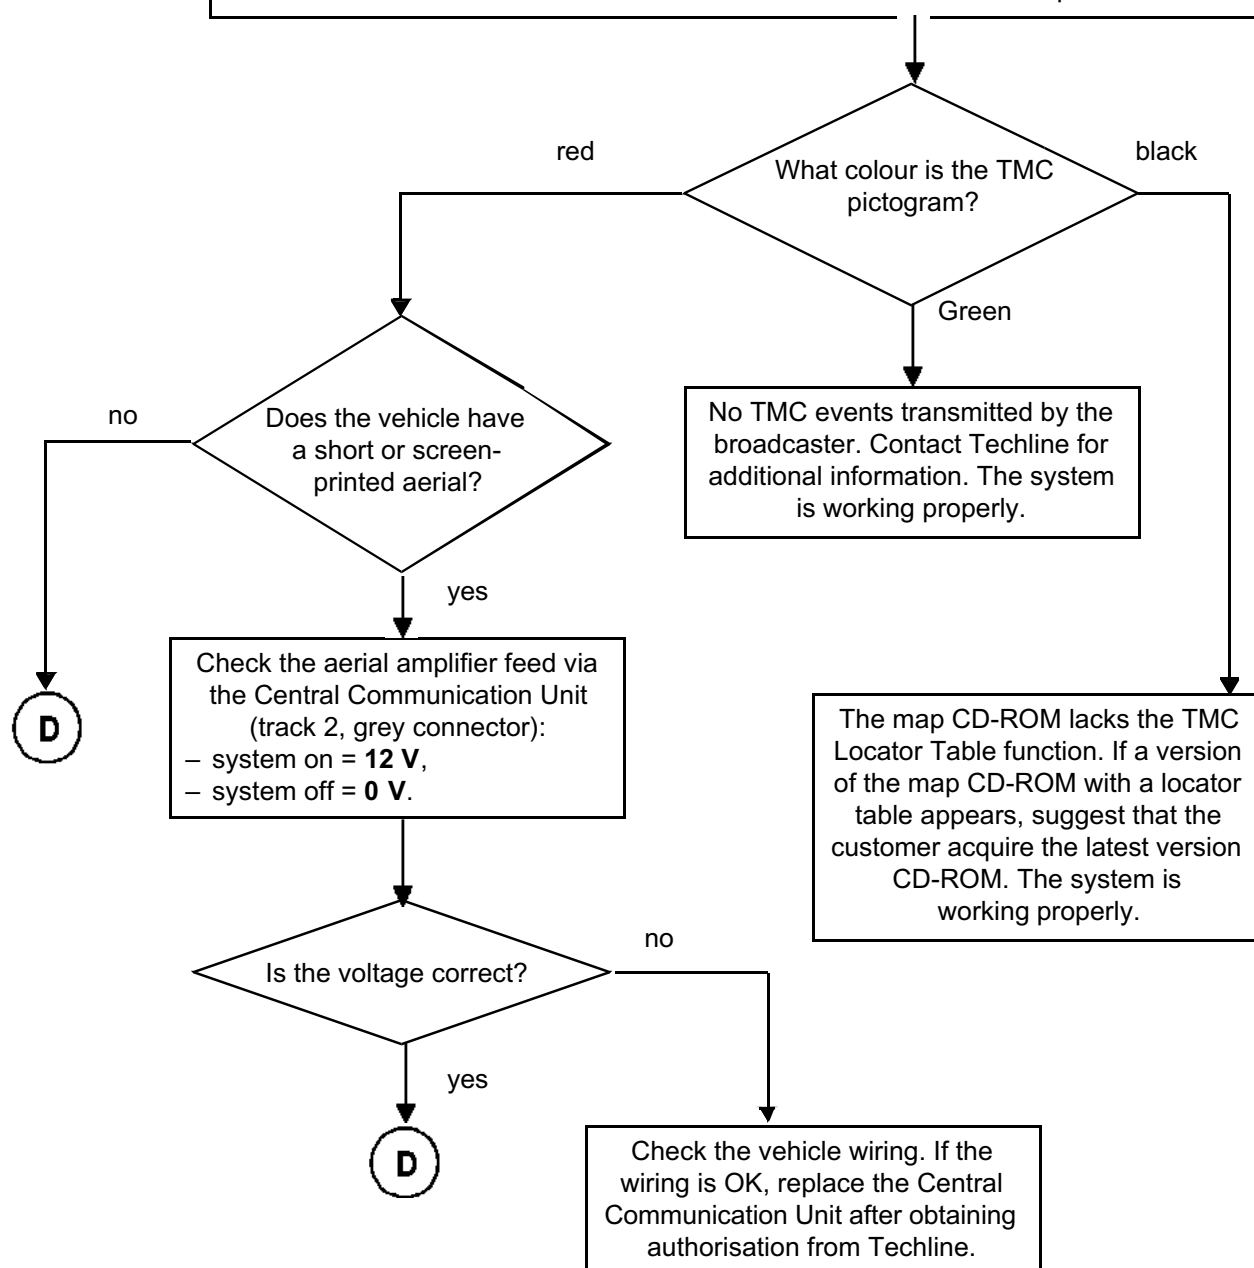 red
What colour is the TMC
pictogram?
black
Green
no
Does the vehicle have
a short or screen-
printed aerial?
No TMC events transmitted by the
broadcaster. Contact Techline for
additional information. The system
is working properly.
yes
Check the aerial amplifier feed via
the Central Communication Unit
(track 2, grey connector):
– system on = 12 V,
– system off = 0 V.
D
The map CD-ROM lacks the TMC
Locator Table function. If a version
of the map CD-ROM with a locator
table appears, suggest that the
customer acquire the latest version
CD-ROM. The system is
working properly.
Is the voltage correct?
no
yes
D
Check the vehicle wiring. If the
wiring is OK, replace the Central
Communication Unit after obtaining
authorisation from Techline.